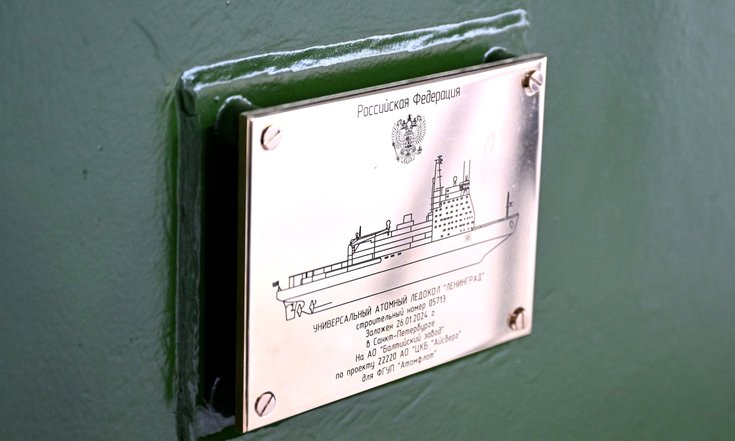 Российская Федерация
УНИВЕРСАЛЬНЫЙ АТОМНЫЙ ЛЕДОКОЛ "ЛЕНИНГРАД"
строительный номер 05713
Заложен 26.01.2024 г.
в Санкт-Петербурге
На АО "Балтийский завод"
по проекту 22220 АО "ЦКБ "Айсберг"
для ФГУП "Атомфлот"